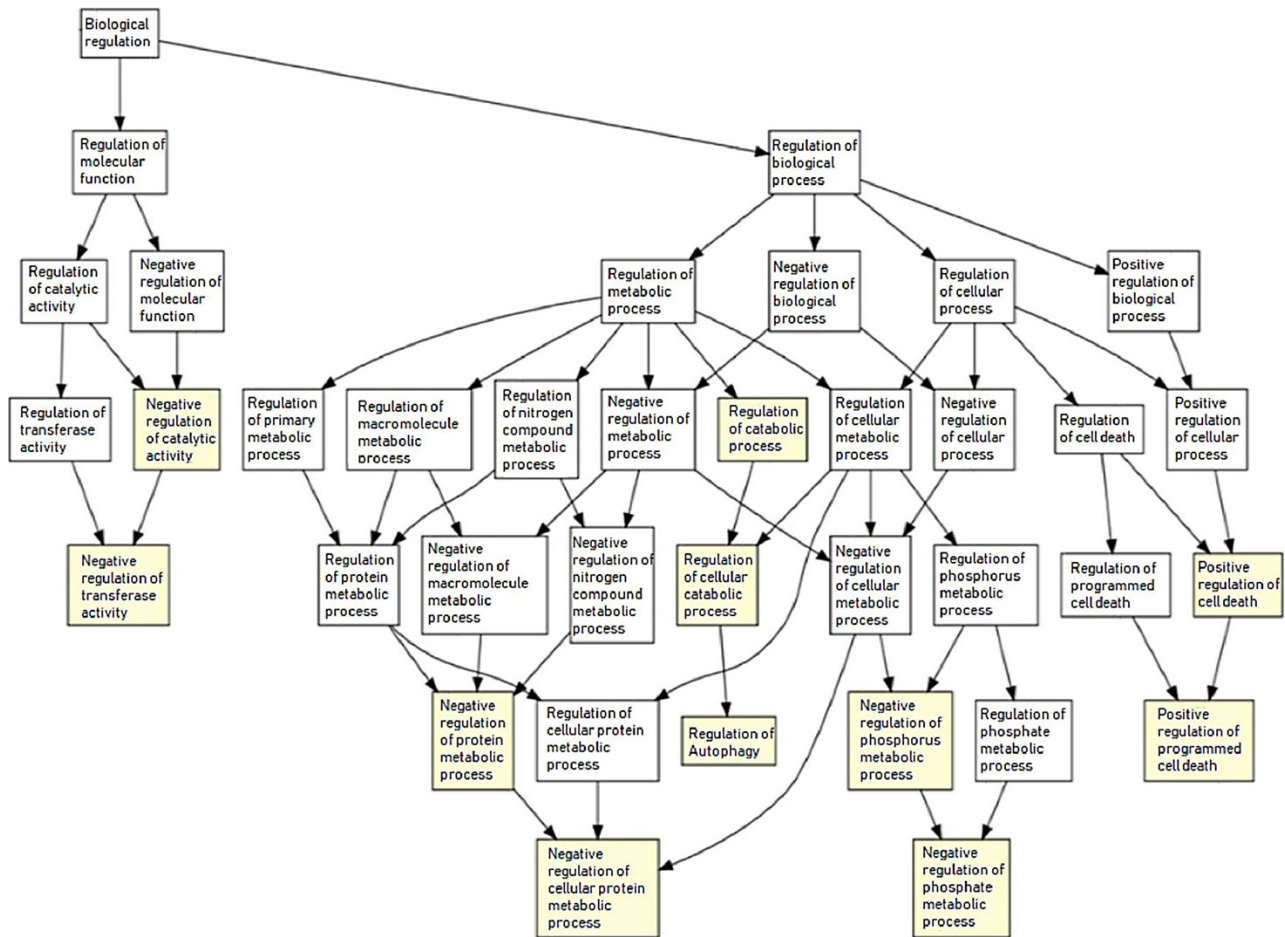 Biological
regulation
Regulation of
molecular
function
Regulation of
biological
process
Regulation
of catalytic
activity
Negative
regulation of
molecular
function
Regulation of
metabolic
process
Negative
regulation of
biological
process
Regulation
of cellular
process
Positive
regulation of
biological
process
Regulation of
transferase
activity
Negative
regulation
of catalytic
activity
Regulation
of primary
metabolic
process
Regulation of
macromolecule
metabolic
process
Regulation
of nitrogen
compound
metabolic
process
Negative
regulation of
metabolic
process
Regulation
of catabolic
process
Regulation
of cellular
metabolic
process
Negative
regulation
of cellular
process
Regulation
of cell death
Positive
regulation
of cellular
process
Negative
regulation of
transferase
activity
Regulation
of protein
metabolic
process
Negative
regulation of
macromolecule
metabolic
process
Negative
regulation of
nitrogen
compound
metabolic
process
Regulation
of cellular
catabolic
process
Negative
regulation
of cellular
metabolic
process
Regulation of
phosphorus
metabolic
process
Regulation of
programmed
cell death
Positive
regulation of
cell death
Negative
regulation
of protein
metabolic
process
Regulation of
cellular protein
metabolic
process
Regulation of
Autophagy
Negative
regulation of
phosphorus
metabolic
process
Regulation of
phosphate
metabolic
process
Positive
regulation of
programmed
cell death
Negative
regulation of
cellular protein
metabolic
process
Negative
regulation of
phosphate
metabolic
process